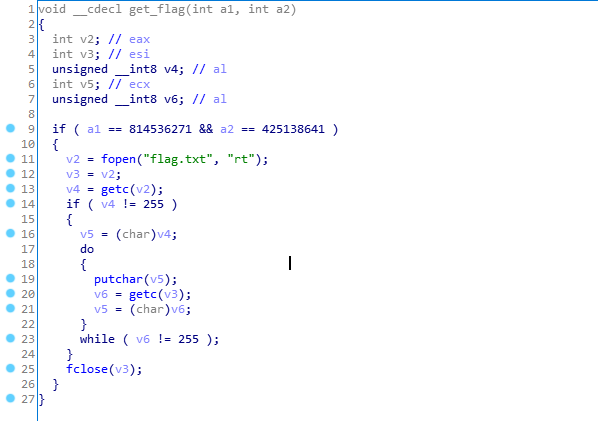 1 void __cdecl get_flag(int a1, int a2)
2 {
3 int v2; // eax
4 int v3; // esi
5 unsigned __int8 v4; // al
6 int v5; // ecx
7 unsigned __int8 v6; // al
8
9 if ( a1 == 814536271 && a2 == 425138641 )
10 {
11 v2 = fopen("flag.txt", "rt");
12 v3 = v2;
13 v4 = getc(v2);
14 if ( v4 != 255 )
15 {
16 v5 = (char)v4;
17 do
18 {
19 putchar(v5);
20 v6 = getc(v3);
21 v5 = (char)v6;
22 }
23 while ( v6 != 255 );
24 }
25 fclose(v3);
26 }
27 }